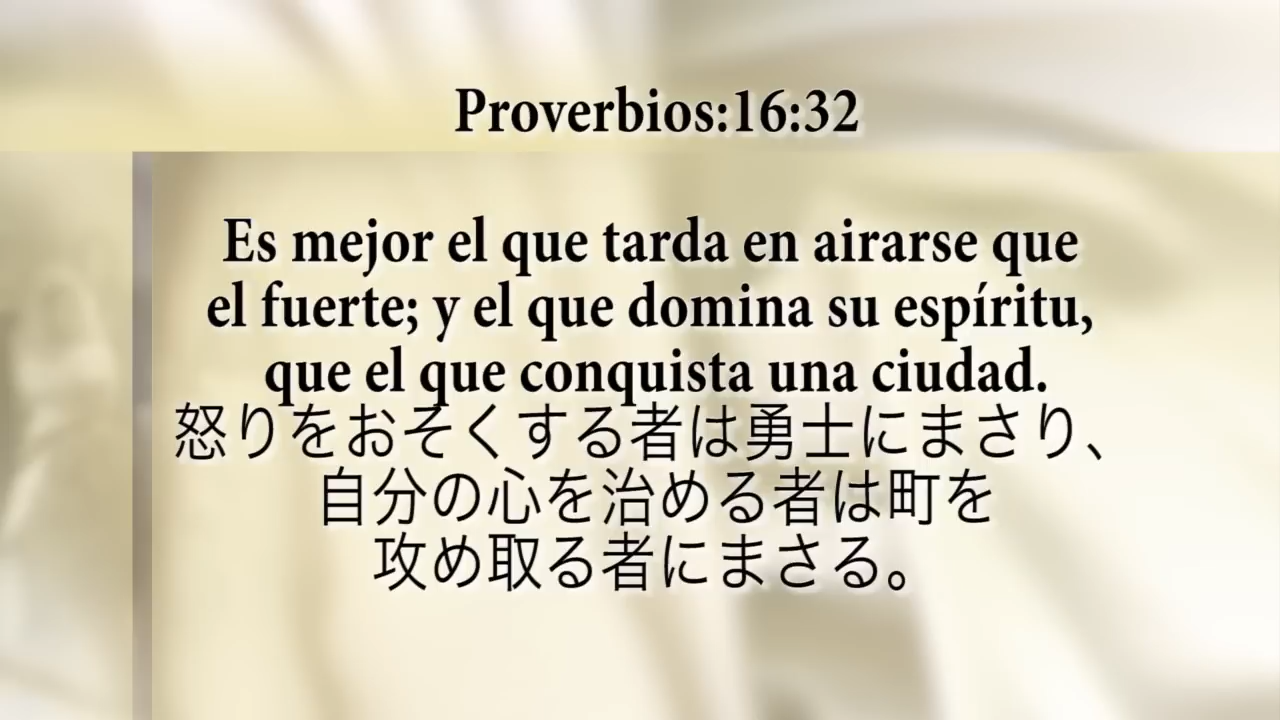 Proverbios:16:32
Es mejor el que tarda en airarse que
el fuerte; y el que domina su espíritu,
que el que conquista una ciudad.
怒りをおそくする者は勇士にまさり、
自分の心を治める者は町を
攻め取る者にまさる。